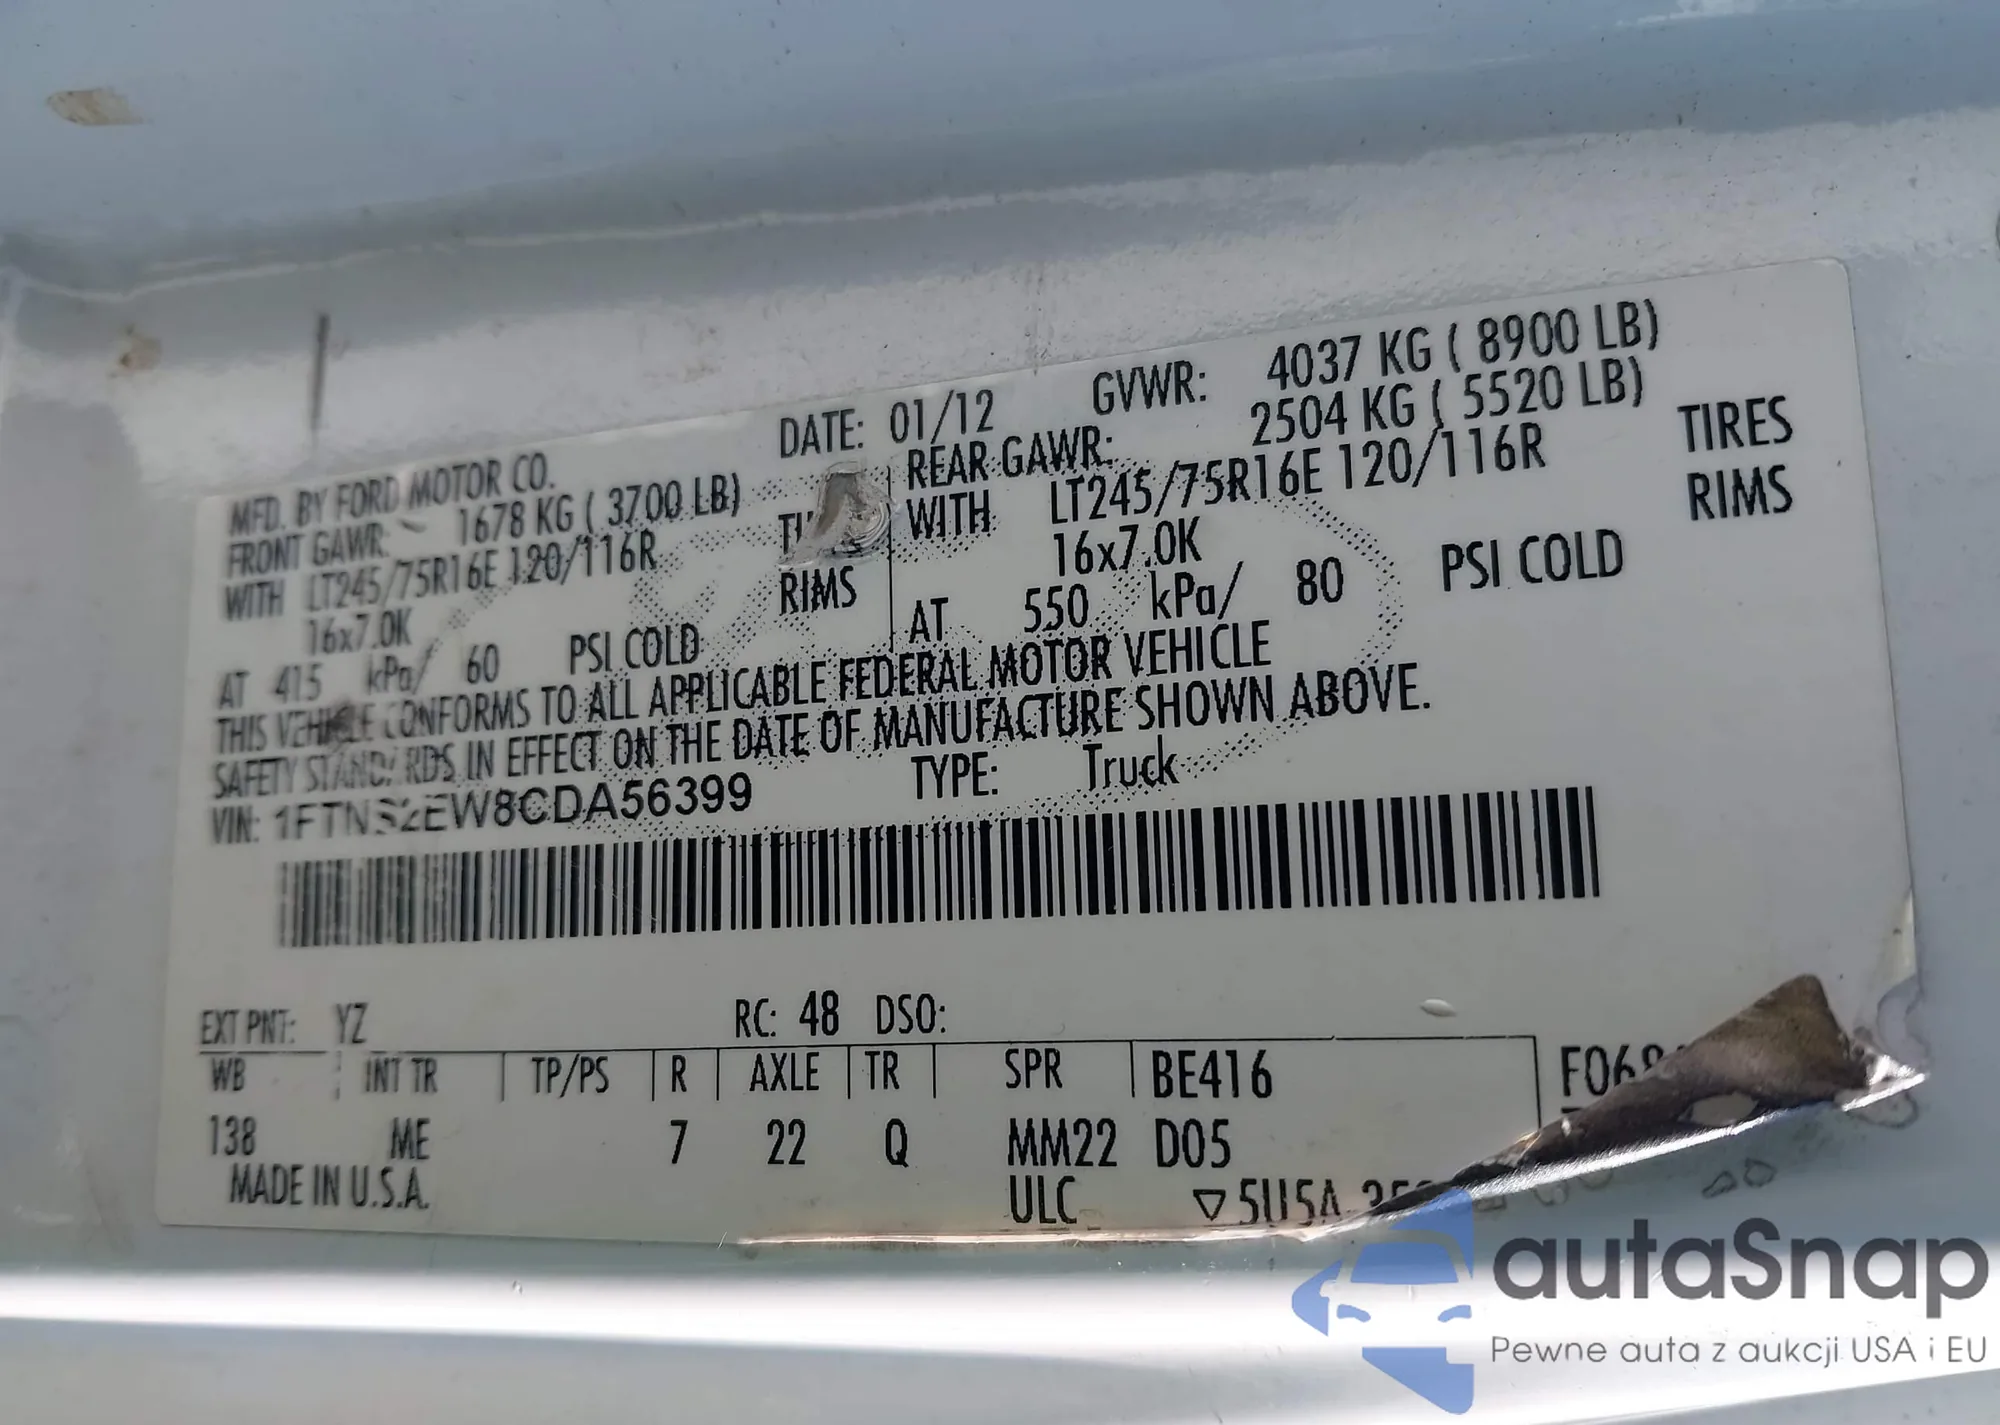 MFD. BY FORD MOTOR CO.
DATE: 01/12
GVWR: 4037 KG ( 8900 LB)
FRONT GAWR: 1678 KG ( 3700 LB)
REAR GAWR: 2504 KG ( 5520 LB)
WITH LT245/75R16E 120/116R
WITH LT245/75R16E 120/116R TIRES
16x7.0K RIMS
16x7.0K RIMS
AT 415 kPa/ 60 PSI COLD
AT 550 kPa/ 80 PSI COLD
THIS VEHICLE CONFORMS TO ALL APPLICABLE FEDERAL MOTOR VEHICLE
SAFETY STANDARDS IN EFFECT ON THE DATE OF MANUFACTURE SHOWN ABOVE.
VIN: 1FTNS2EW8CDA56399
TYPE: Truck
EXT PNT: YZ RC: 48 DSO:
WB INT TR TP/PS R AXLE TR SPR BE416
138 ME 7 22 Q MM22 D05
MADE IN U.S.A. ULC ▽5U5A
autaSnap
Pewne auta z aukcji USA i EU